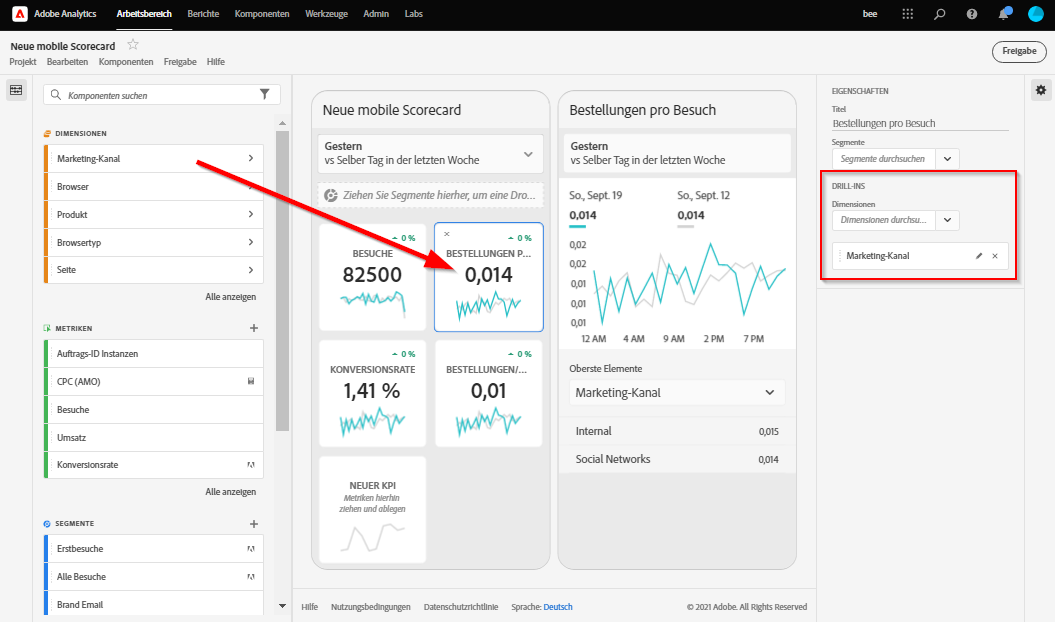 Adobe Analytics Arbeitsbereich Berichte Komponenten Werkzeuge Admin Labs bee
Neue mobile Scorecard
Projekt Bearbeiten Komponenten Freigabe Hilfe
Freigabe
Komponenten suchen
DIMENSIONEN
Marketing-Kanal
Browser
Produkt
Browsertyp
Seite
Alle anzeigen
METRIKEN
Auftrags-ID Instanzen
CPC (AMO)
Besuche
Umsatz
Konversionsrate
Alle anzeigen
SEGMENTE
Erstbesuche
Alle Besuche
Brand Email
Neue mobile Scorecard
Gestern
vs Selber Tag in der letzten Woche
Ziehen Sie Segmente hierher, um eine Dro...
0 %
BESUCHE
82500
0 %
BESTELLUNGEN P...
0,014
0 %
KONVERSIONSRATE
1,41 %
0 %
BESTELLUNGEN/...
0,01
NEUER KPI
Metriken hierhin
ziehen und ablegen
Bestellungen pro Besuch
Gestern
vs Selber Tag in der letzten Woche
So., Sept. 19 So., Sept. 12
0,014 0,014
0,02
0,02
0,01
0,01
0,01
12 AM 4 AM 9 AM 2 PM 7 PM
Oberste Elemente
Marketing-Kanal
Internal 0,015
Social Networks 0,014
EIGENSCHAFTEN
Titel
Bestellungen pro Besuch
Segmente
Segmente durchsuchen
DRILL-INS
Dimensionen
Dimensionen durchsu...
Marketing-Kanal
Hilfe Nutzungsbedingungen Datenschutzrichtlinie Sprache: Deutsch © 2021 Adobe. All Rights Reserved